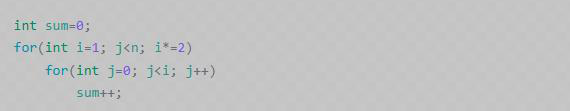 int sum=0;
for(int i=1; j<n; i*=2)
    for(int j=0; j<i; j++)
        sum++;